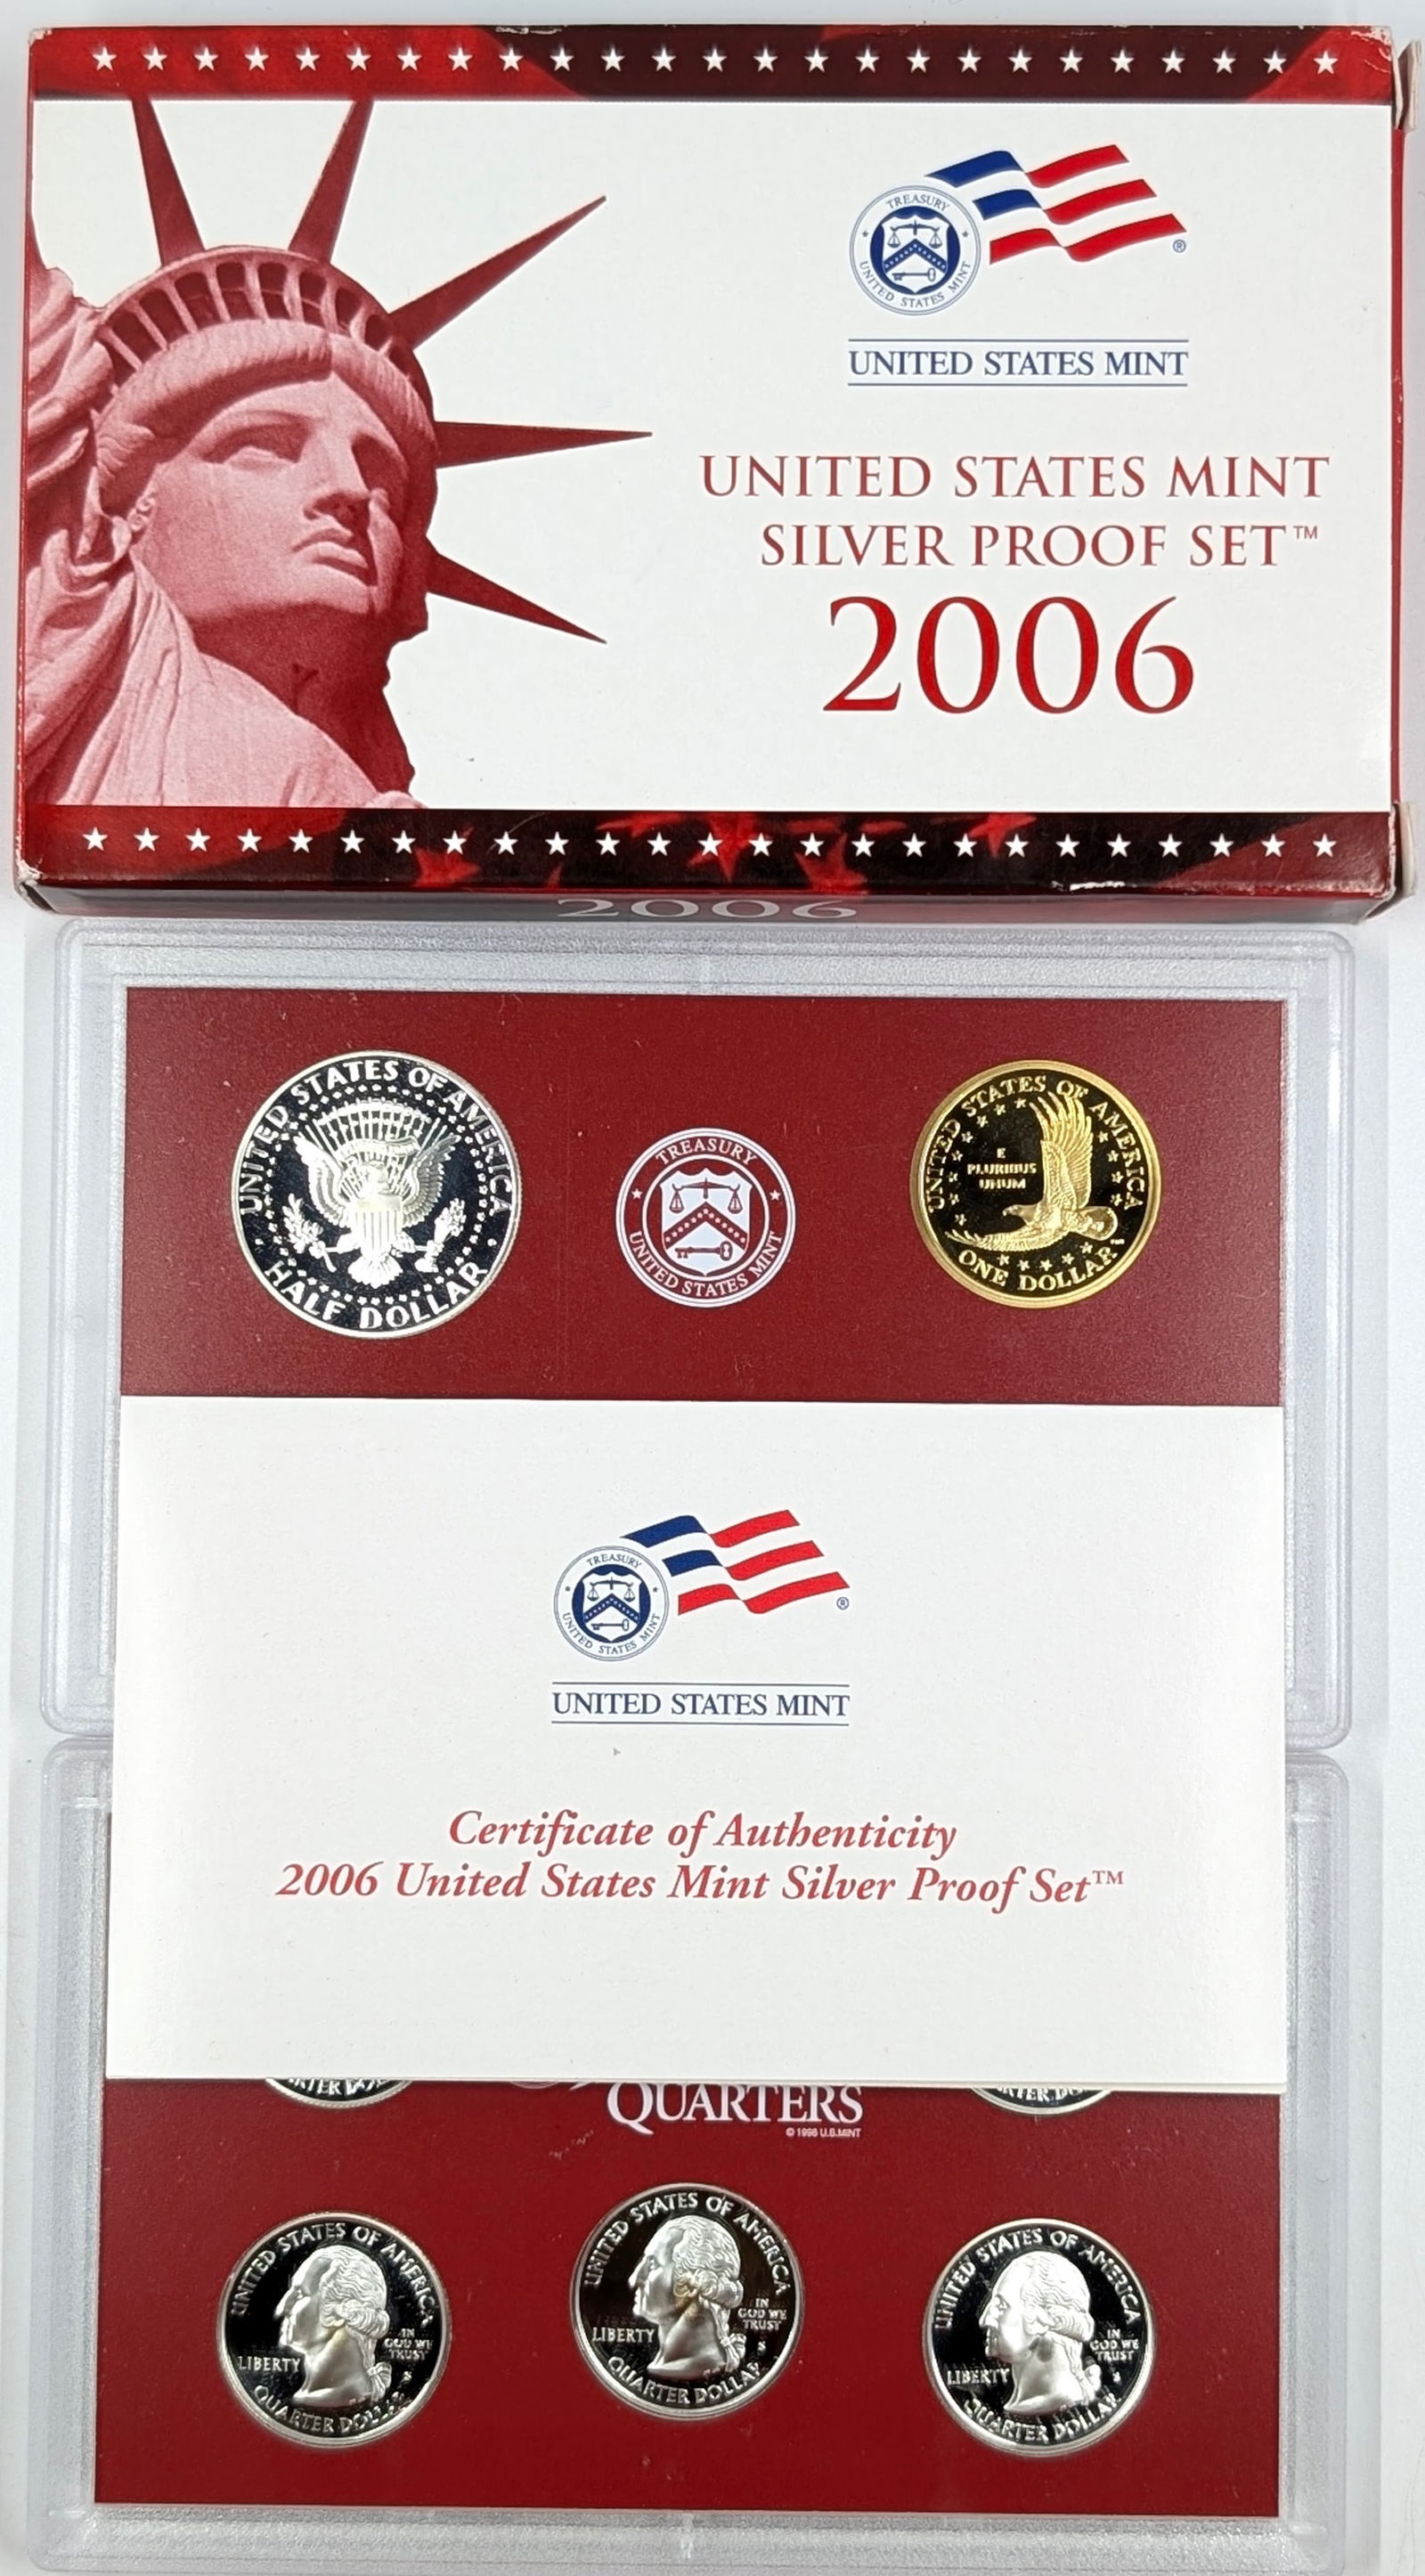 TREASURY
UNITED STATES MINT
®
UNITED STATES MINT
UNITED STATES MINT
SILVER PROOF SET™
2006
2006
UNITED STATES OF AMERICA
HALF DOLLAR
TREASURY
UNITED STATES MINT
UNITED STATES OF AMERICA
E
PLURIBUS
UNUM
ONE DOLLAR
TREASURY
UNITED STATES MINT
®
UNITED STATES MINT
Certificate of Authenticity
2006 United States Mint Silver Proof Set™
QUARTERS
© 1998 U.S.MINT
UNITED STATES OF AMERICA
LIBERTY
IN
GOD WE
TRUST
S
QUARTER DOLLAR
UNITED STATES OF AMERICA
LIBERTY
IN
GOD WE
TRUST
S
QUARTER DOLLAR
UNITED STATES OF AMERICA
LIBERTY
IN
GOD WE
TRUST
S
QUARTER DOLLAR